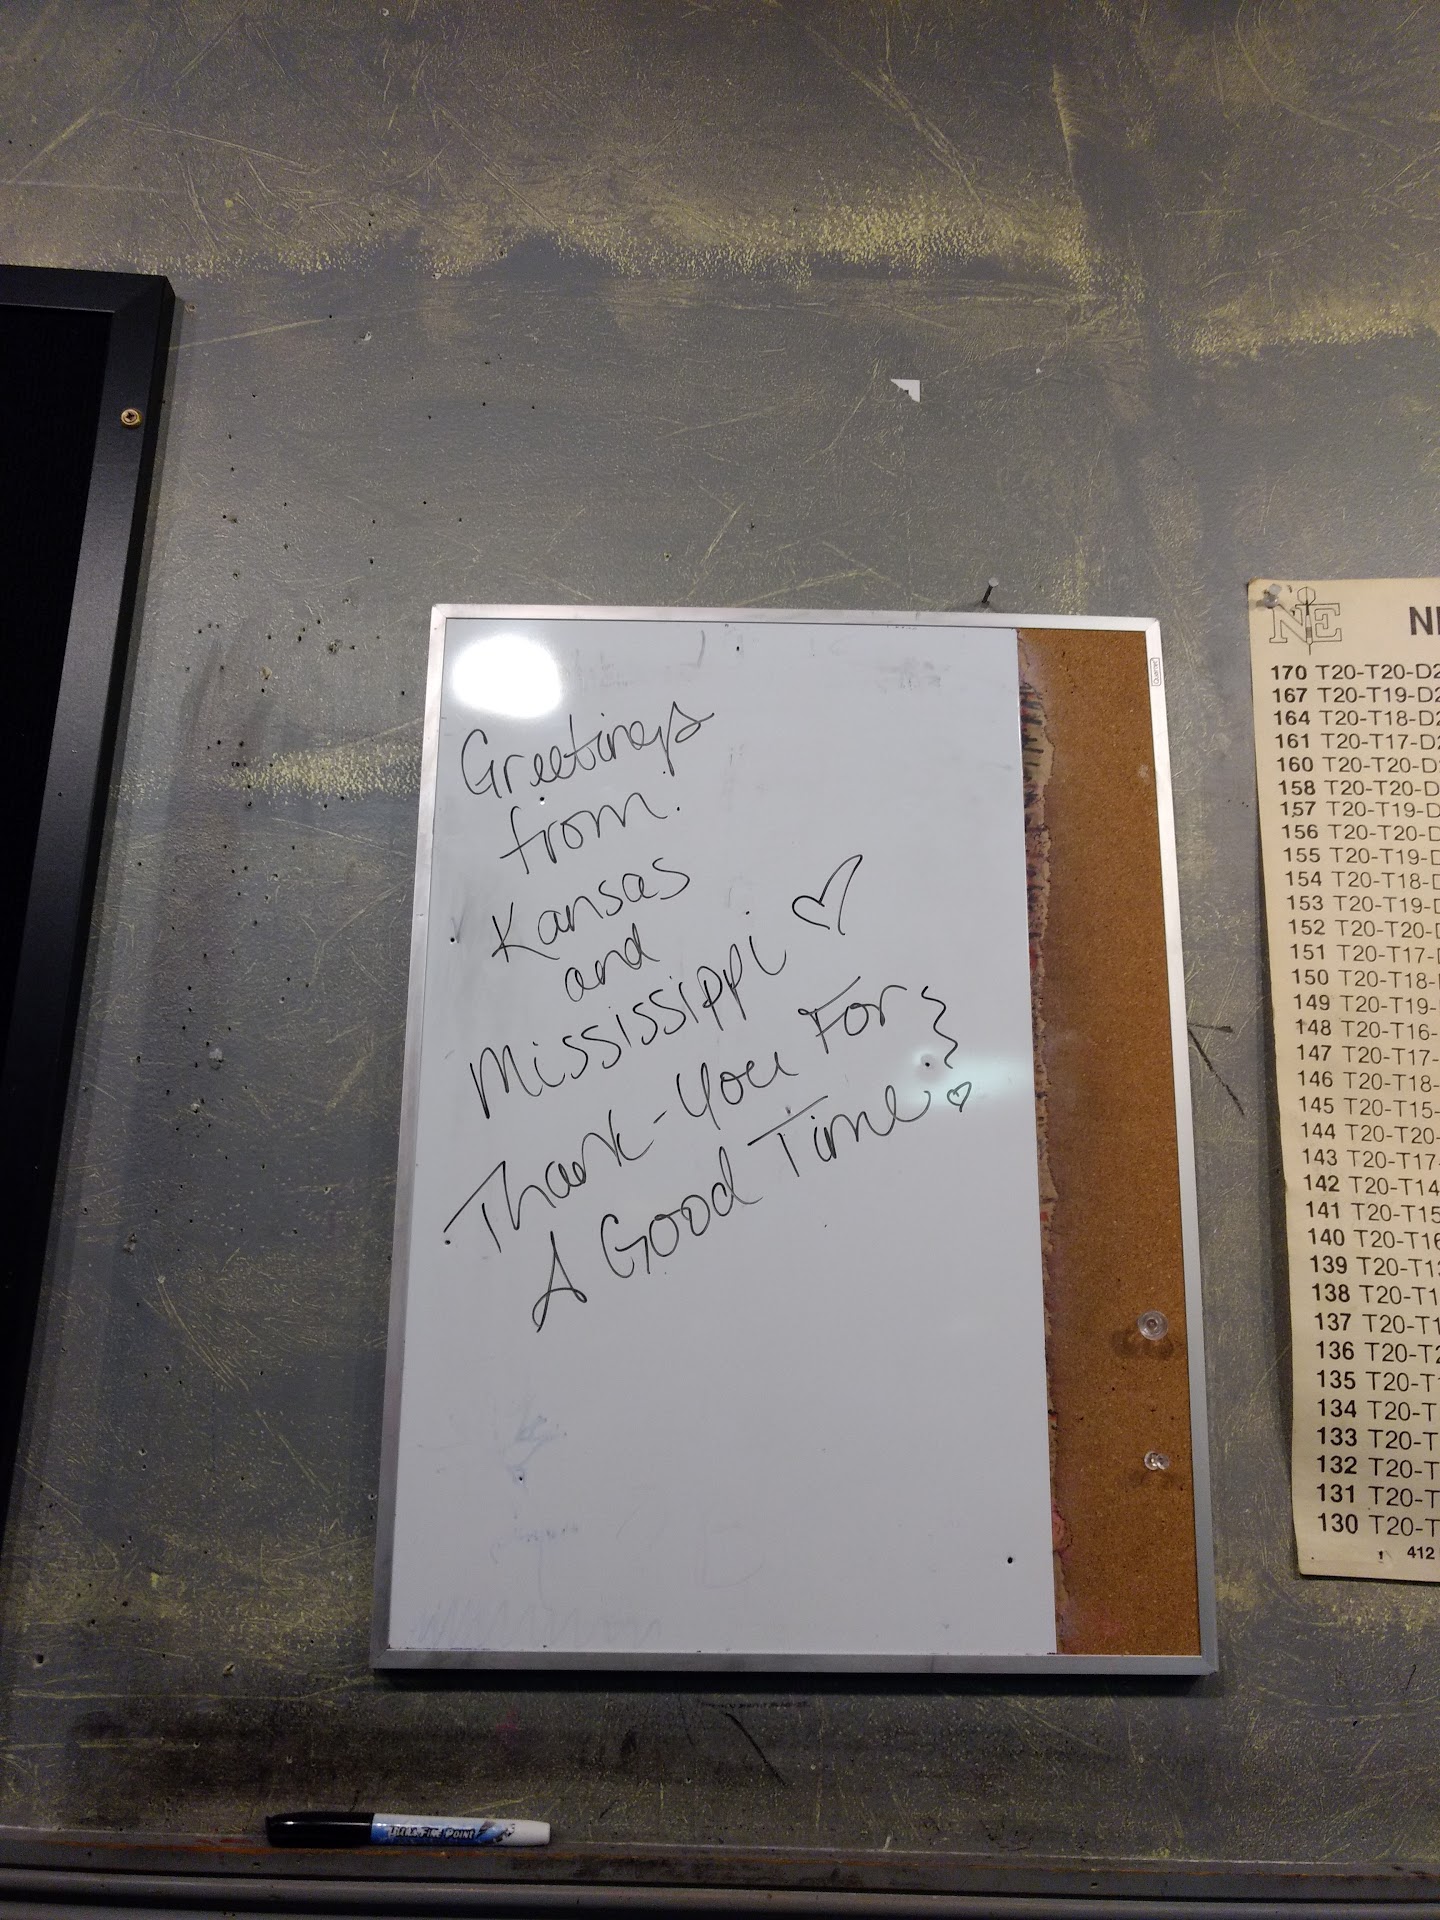 Greetings
from.
Kansas
and
Mississippi ♡
Thank-You For
A Good Time. ♡
Quartet
Fine Point
NE
170 T20-T20-D2
167 T20-T19-D2
164 T20-T18-D2
161 T20-T17-D2
160 T20-T20-D
158 T20-T20-D
157 T20-T19-D
156 T20-T20-D
155 T20-T19-D
154 T20-T18-D
153 T20-T19-D
152 T20-T20-D
151 T20-T17-D
150 T20-T18-
149 T20-T19-
148 T20-T16-
147 T20-T17-
146 T20-T18-
145 T20-T15-
144 T20-T20-
143 T20-T17-
142 T20-T14
141 T20-T15
140 T20-T16
139 T20-T1
138 T20-T1
137 T20-T1
136 T20-T2
135 T20-T
134 T20-T
133 T20-T
132 T20-T
131 T20-T
130 T20-T
412